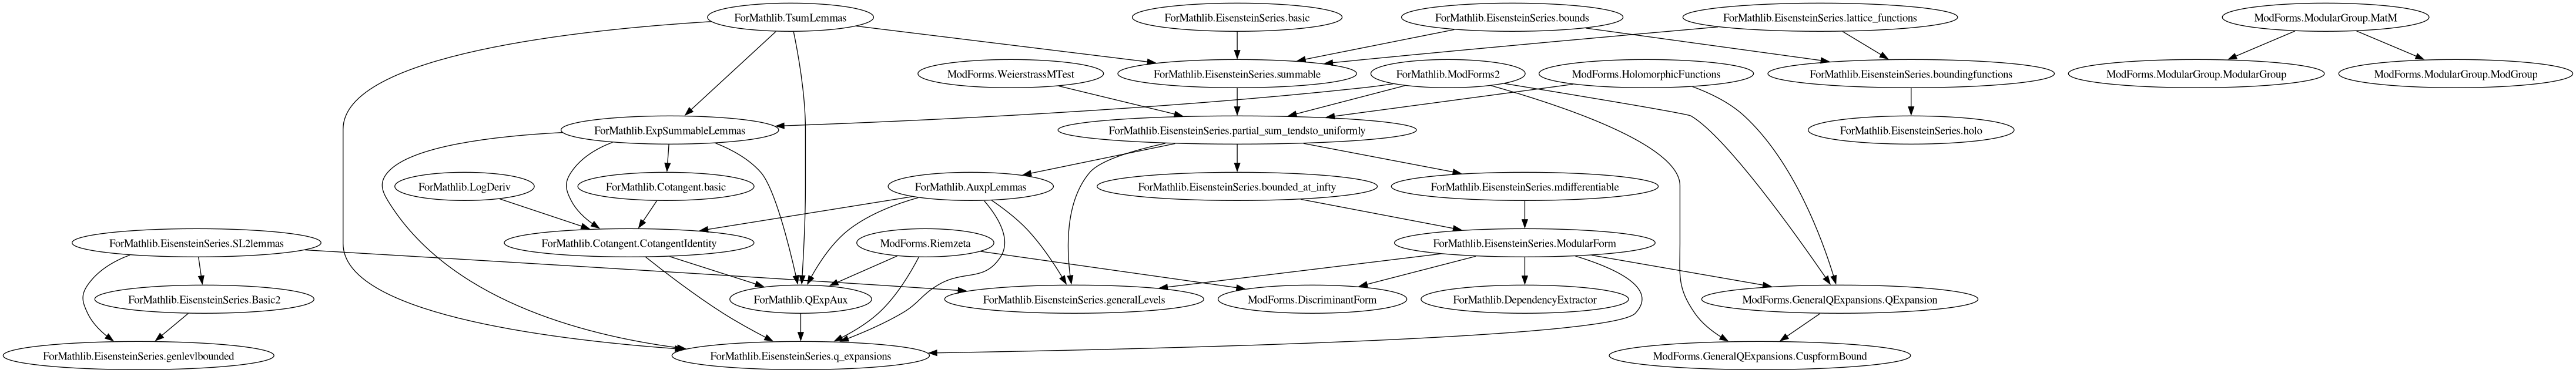 ForMathlib.TsumLemmas
ForMathlib.EisensteinSeries.basic
ForMathlib.EisensteinSeries.bounds
ForMathlib.EisensteinSeries.lattice_functions
ModForms.ModularGroup.MatM
ModForms.WeierstrassMTest
ForMathlib.EisensteinSeries.summable
ForMathlib.ModForms2
ModForms.HolomorphicFunctions
ForMathlib.EisensteinSeries.boundingfunctions
ModForms.ModularGroup.ModularGroup
ModForms.ModularGroup.ModGroup
ForMathlib.ExpSummableLemmas
ForMathlib.EisensteinSeries.partial_sum_tendsto_uniformly
ForMathlib.EisensteinSeries.holo
ForMathlib.LogDeriv
ForMathlib.Cotangent.basic
ForMathlib.AuxpLemmas
ForMathlib.EisensteinSeries.bounded_at_infty
ForMathlib.EisensteinSeries.mdifferentiable
ForMathlib.EisensteinSeries.SL2lemmas
ForMathlib.Cotangent.CotangentIdentity
ModForms.Riemzeta
ForMathlib.EisensteinSeries.ModularForm
ForMathlib.EisensteinSeries.Basic2
ForMathlib.QExpAux
ForMathlib.EisensteinSeries.generalLevels
ModForms.DiscriminantForm
ForMathlib.DependencyExtractor
ModForms.GeneralQExpansions.QExpansion
ForMathlib.EisensteinSeries.genlevlbounded
ForMathlib.EisensteinSeries.q_expansions
ModForms.GeneralQExpansions.CuspformBound